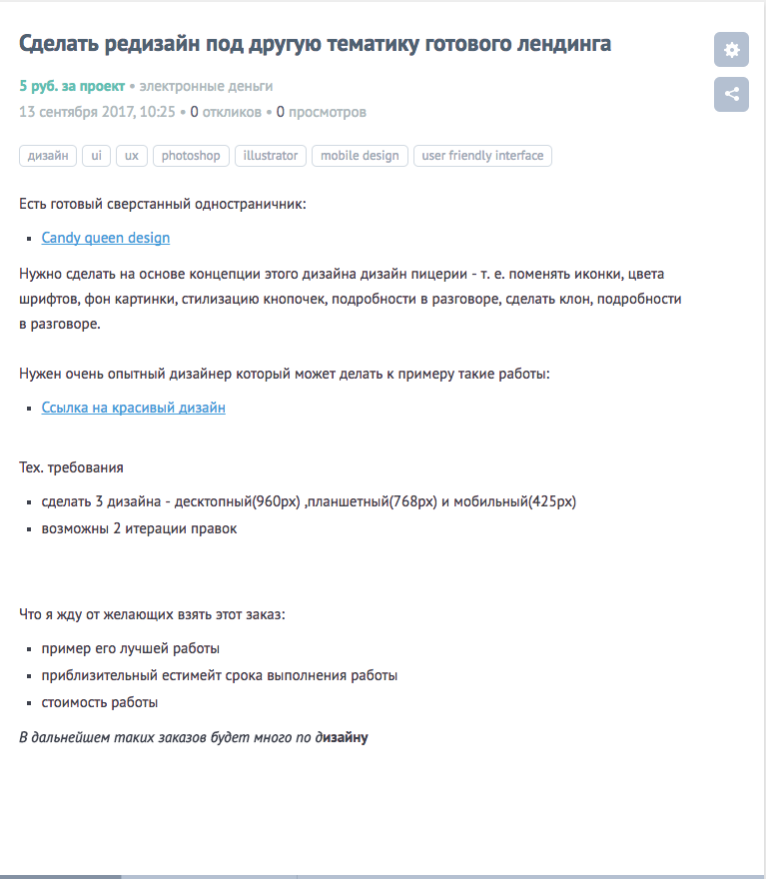 Сделать редизайн под другую тематику готового лендинга
5 руб. за проект • электронные деньги
13 сентября 2017, 10:25 • 0 откликов • 0 просмотров
дизайн ui ux photoshop illustrator mobile design user friendly interface
Есть готовый сверстанный одностраничник:
▪ Candy queen design
Нужно сделать на основе концепции этого дизайна дизайн пицерии - т. е. поменять иконки, цвета
шрифтов, фон картинки, стилизацию кнопочек, подробности в разговоре, сделать клон, подробности
в разговоре.
Нужен очень опытный дизайнер который может делать к примеру такие работы:
▪ Ссылка на красивый дизайн
Тех. требования
▪ сделать 3 дизайна - десктопный(960px) ,планшетный(768px) и мобильный(425px)
▪ возможны 2 итерации правок
Что я жду от желающих взять этот заказ:
▪ пример его лучшей работы
▪ приблизительный естимейт срока выполнения работы
▪ стоимость работы
В дальнейшем таких заказов будет много по дизайну